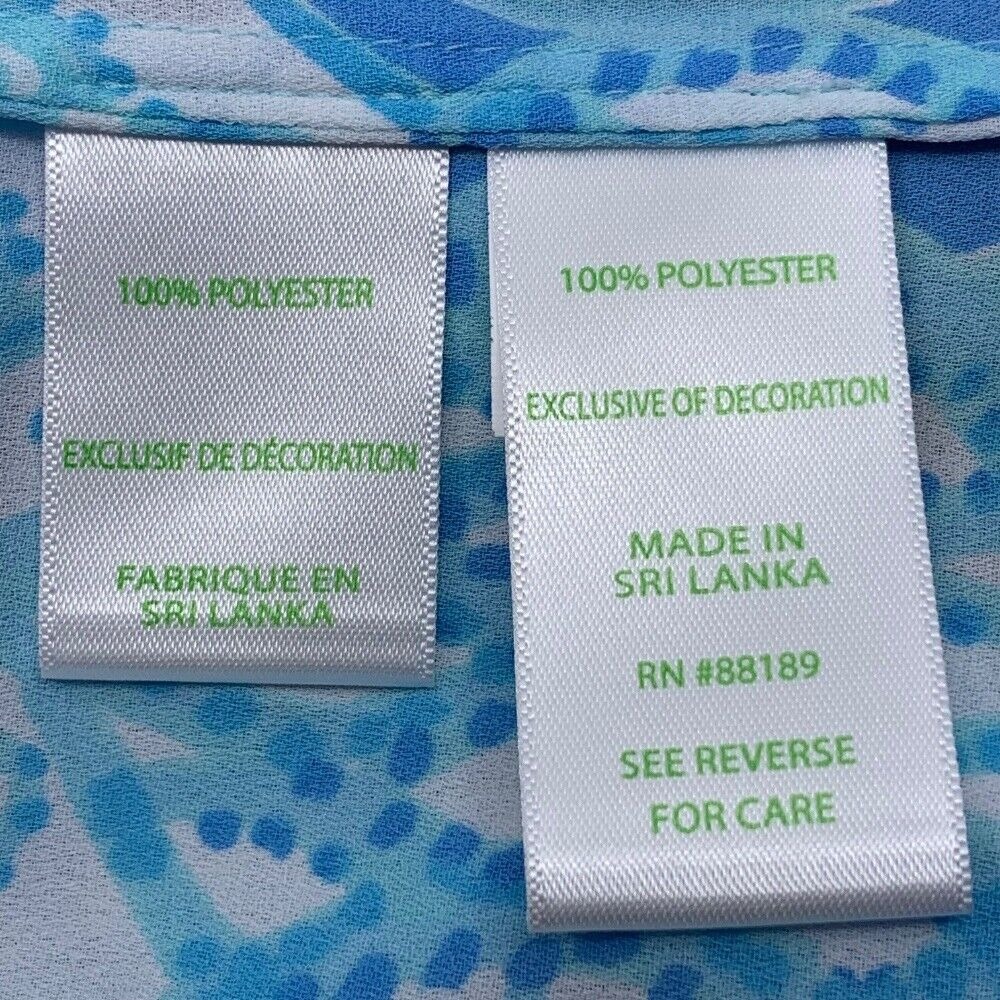 100% POLYESTER
EXCLUSIF DE DÉCORATION
FABRIQUE EN
SRI LANKA
100% POLYESTER
EXCLUSIVE OF DECORATION
MADE IN
SRI LANKA
RN #88189
SEE REVERSE
FOR CARE